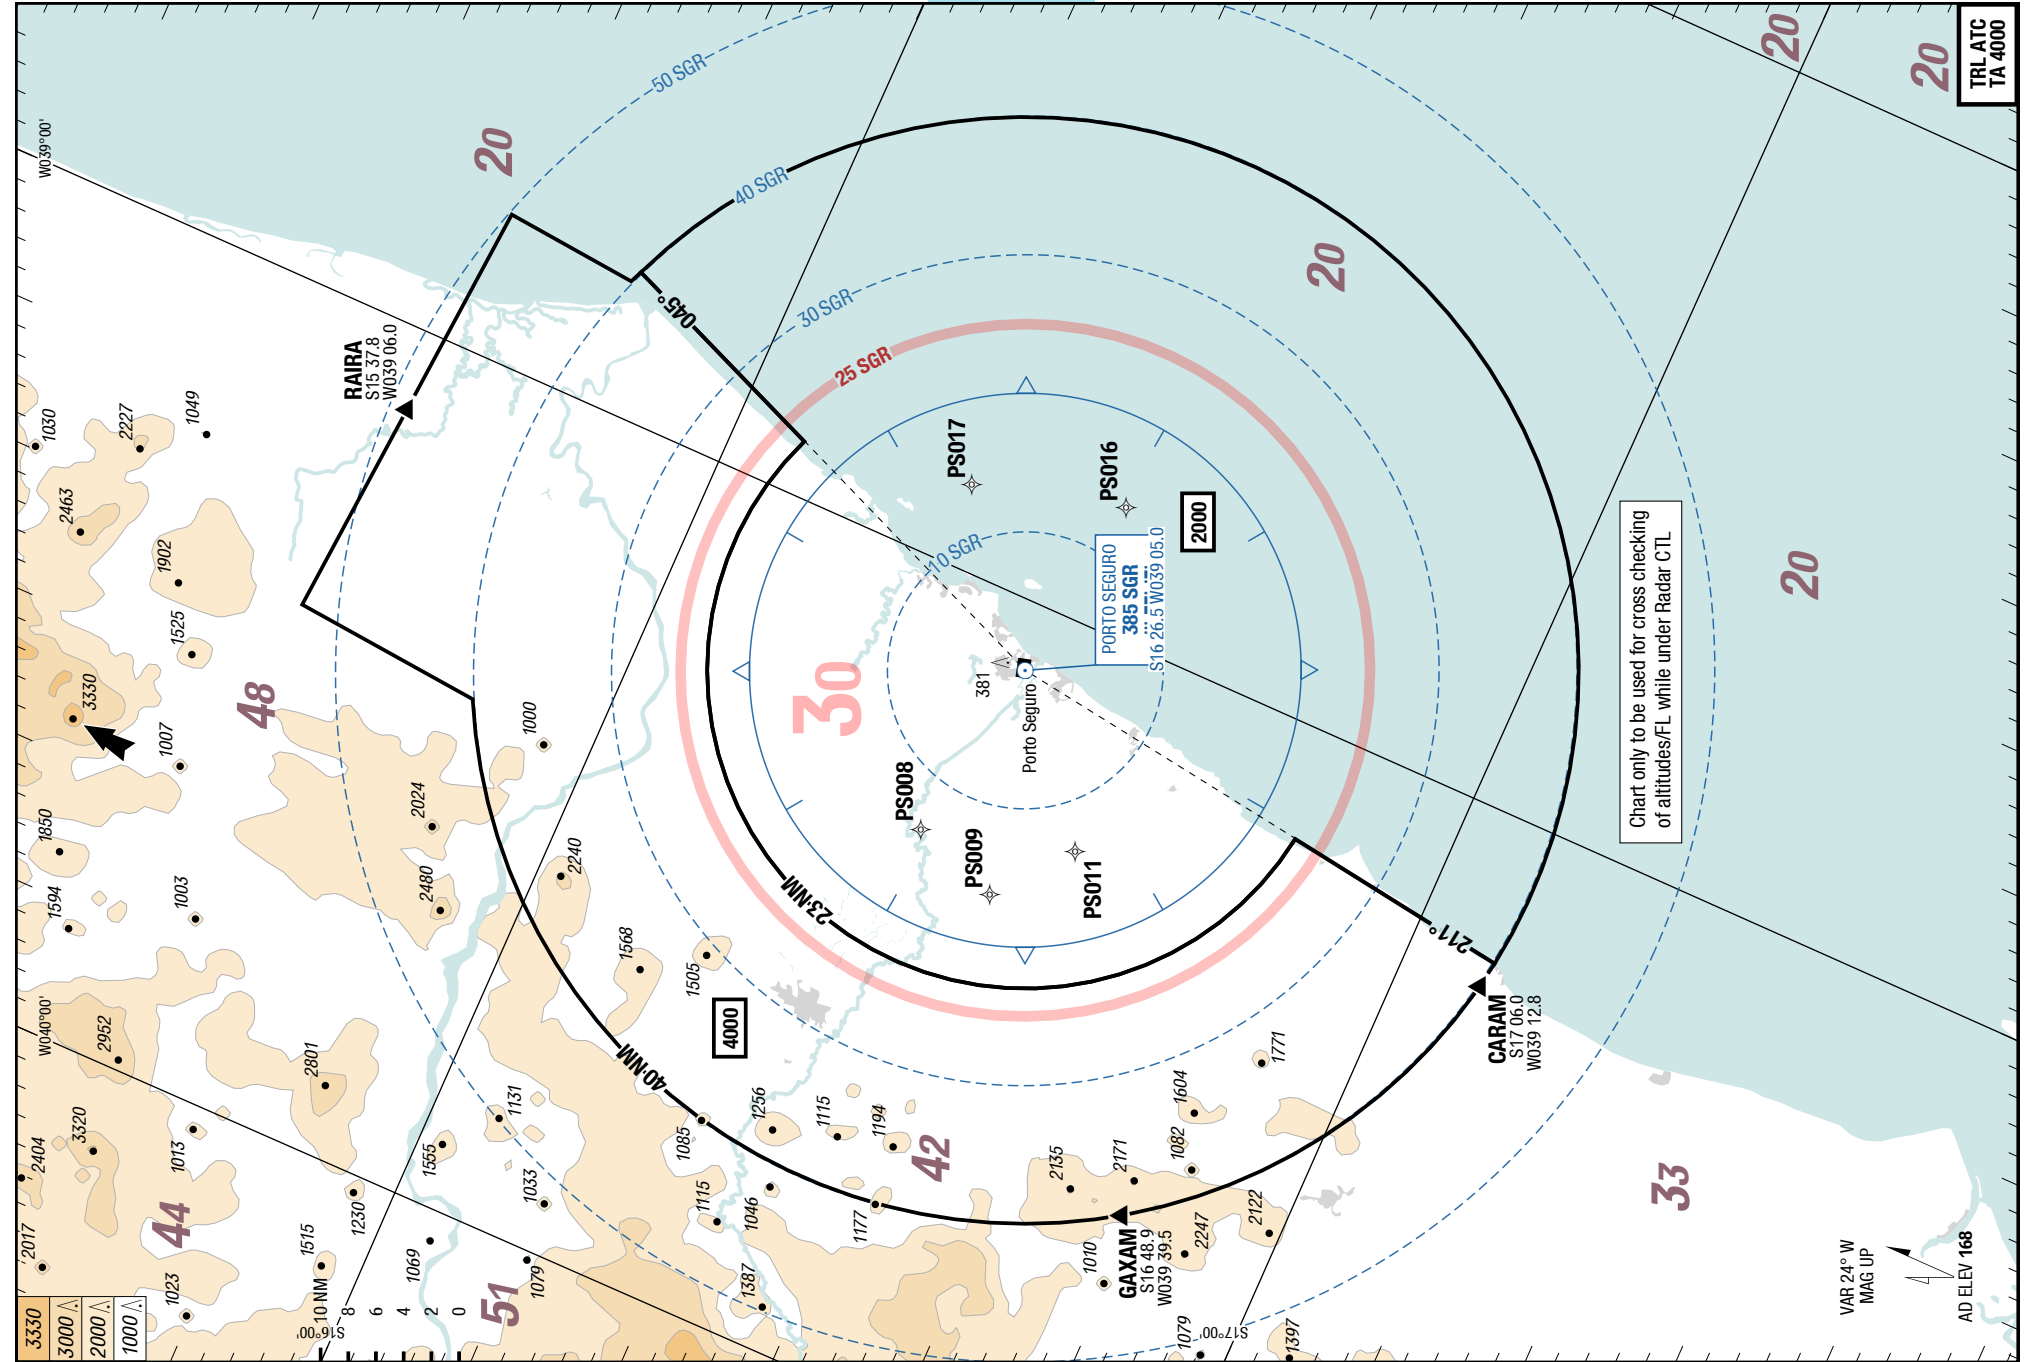 TRL ATC
TA 4000
W039°00'
50 SGR
20
20
20
40 SGR
045°
30 SGR
20
RAIRA
S15 37.8
W039 06.0
25 SGR
1030
2227
1049
2463
1902
1525
3330
48
1007
1850
1594
1003
2024
1000
2480
2240
1568
1505
30
PS017
PS016
10 SGR
2000
PORTO SEGURO
385 SGR
S16 26.5 W039 05.0
381
Porto Seguro
PS008
PS009
PS011
23 NM
20
Chart only to be used for cross checking
of altitudes/FL while under Radar CTL
211°
CARAM
S17 06.0
W039 12.8
4000
40 NM
W040°00'
2952
2801
3320
2404
1013
2017
44
1023
1230
1515
1555
1131
1033
1069
1079
51
1085
1256
1115
1194
42
1115
1046
1177
1387
2135
2171
1082
1604
1771
2122
2247
1010
GAXAM
S16 48.9
W039 39.5
1079
1397
S17°00'
33
S16°00'
10 NM
8
6
4
2
0
3330
3000
2000
1000
VAR 24° W
MAG UP
AD ELEV 168